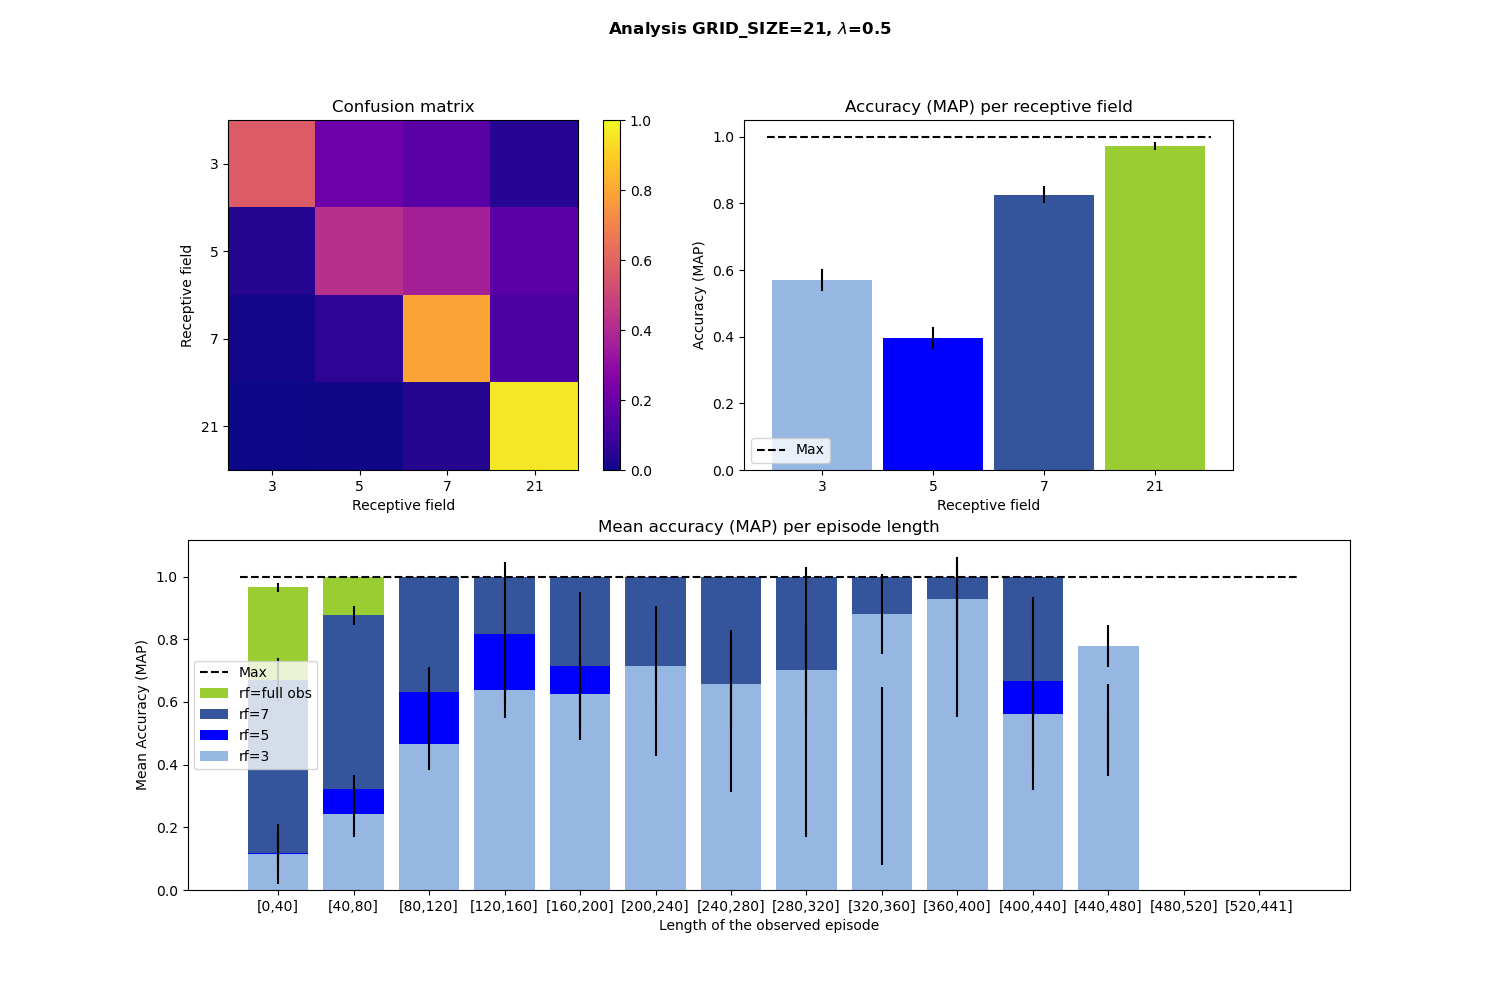 Analysis GRID_SIZE=21, λ=0.5
Confusion matrix
3
5
7
21
Receptive field
3 5 7 21
Receptive field
1.0
0.8
0.6
0.4
0.2
0.0
Accuracy (MAP) per receptive field
1.0
0.8
0.6
0.4
0.2
0.0
Accuracy (MAP)
Max
3 5 7 21
Receptive field
Mean accuracy (MAP) per episode length
1.0
0.8
0.6
0.4
0.2
0.0
Mean Accuracy (MAP)
Max
rf=full obs
rf=7
rf=5
rf=3
[0,40] [40,80] [80,120] [120,160] [160,200] [200,240] [240,280] [280,320] [320,360] [360,400] [400,440] [440,480] [480,520] [520,441]
Length of the observed episode